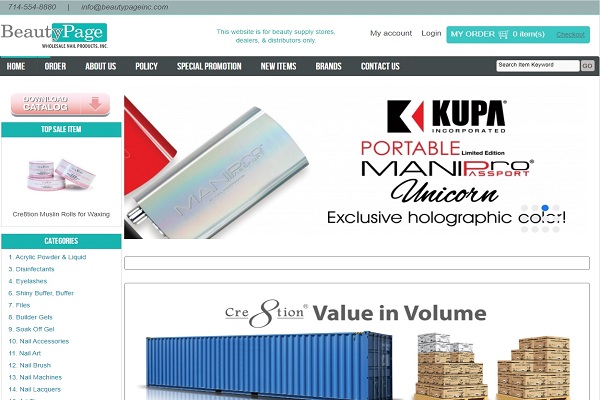 714-554-8880 | info@beautypageinc.com
BeautyPage
WHOLESALE NAIL PRODUCTS, INC.
This website is for beauty supply stores,
dealers, & distributors only.
My account Login MY ORDER 0 item(s) Checkout
HOME ORDER ABOUT US POLICY SPECIAL PROMOTION NEW ITEMS BRANDS CONTACT US
Search Item Keyword GO
DOWNLOAD
CATALOG
TOP SALE ITEM
Cre8tion Muslin Rolls for Waxing
CATEGORIES
1. Acrylic Powder & Liquid
3. Disinfectants
4. Eyelashes
6. Shiny Buffer, Buffer
7. Files
8. Builder Gels
9. Soak Off Gel
10. Nail Accessories
11. Nail Art
12. Nail Brush
13. Nail Machines
14. Nail Lacquers
MANIPRO
KUPA®
INCORPORATED
PORTABLE Limited Edition
MANIPro®
PASSPORT
Unicorn
Exclusive holographic color!
Cre8tion® Value in Volume